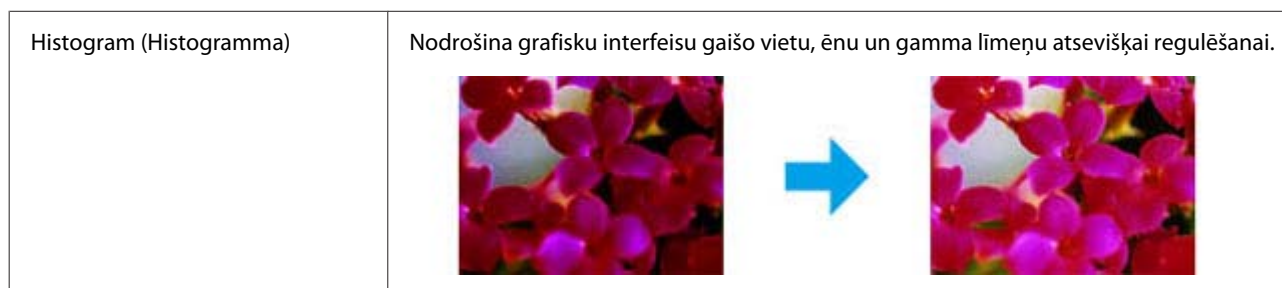 Histogram (Histogramma)
Nodrošina grafisku interfeisu gaišo vietu, ēnu un gamma līmeņu atsevišķai regulēšanai.